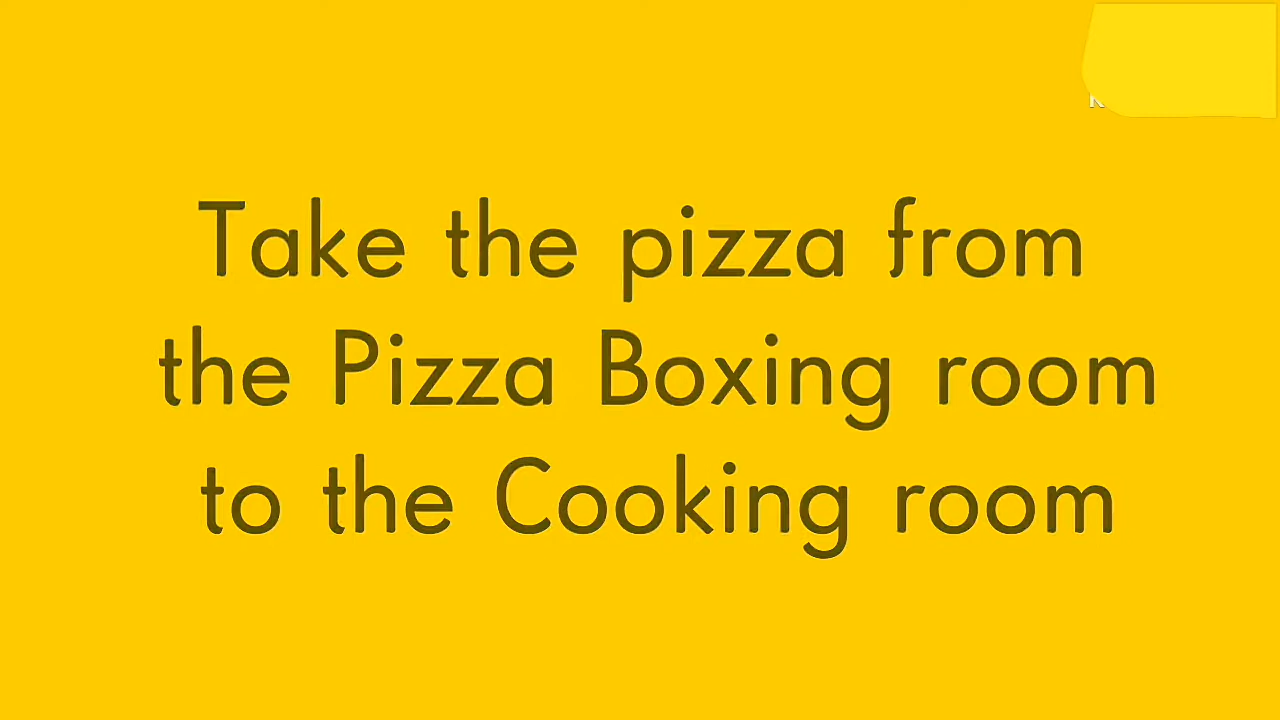 Take the pizza from
the Pizza Boxing room
to the Cooking room